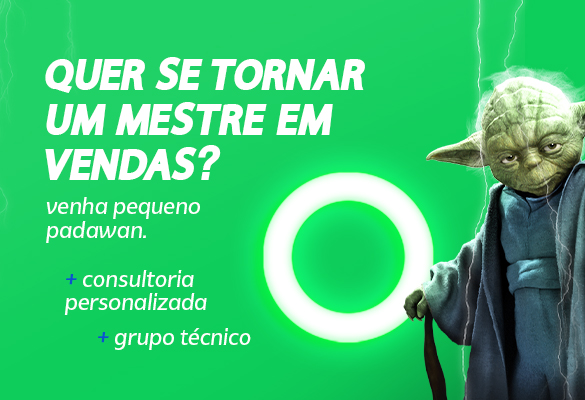 QUER SE TORNAR
UM MESTRE EM
VENDAS?
venha pequeno
padawan.
+ consultoria
personalizada
+ grupo técnico